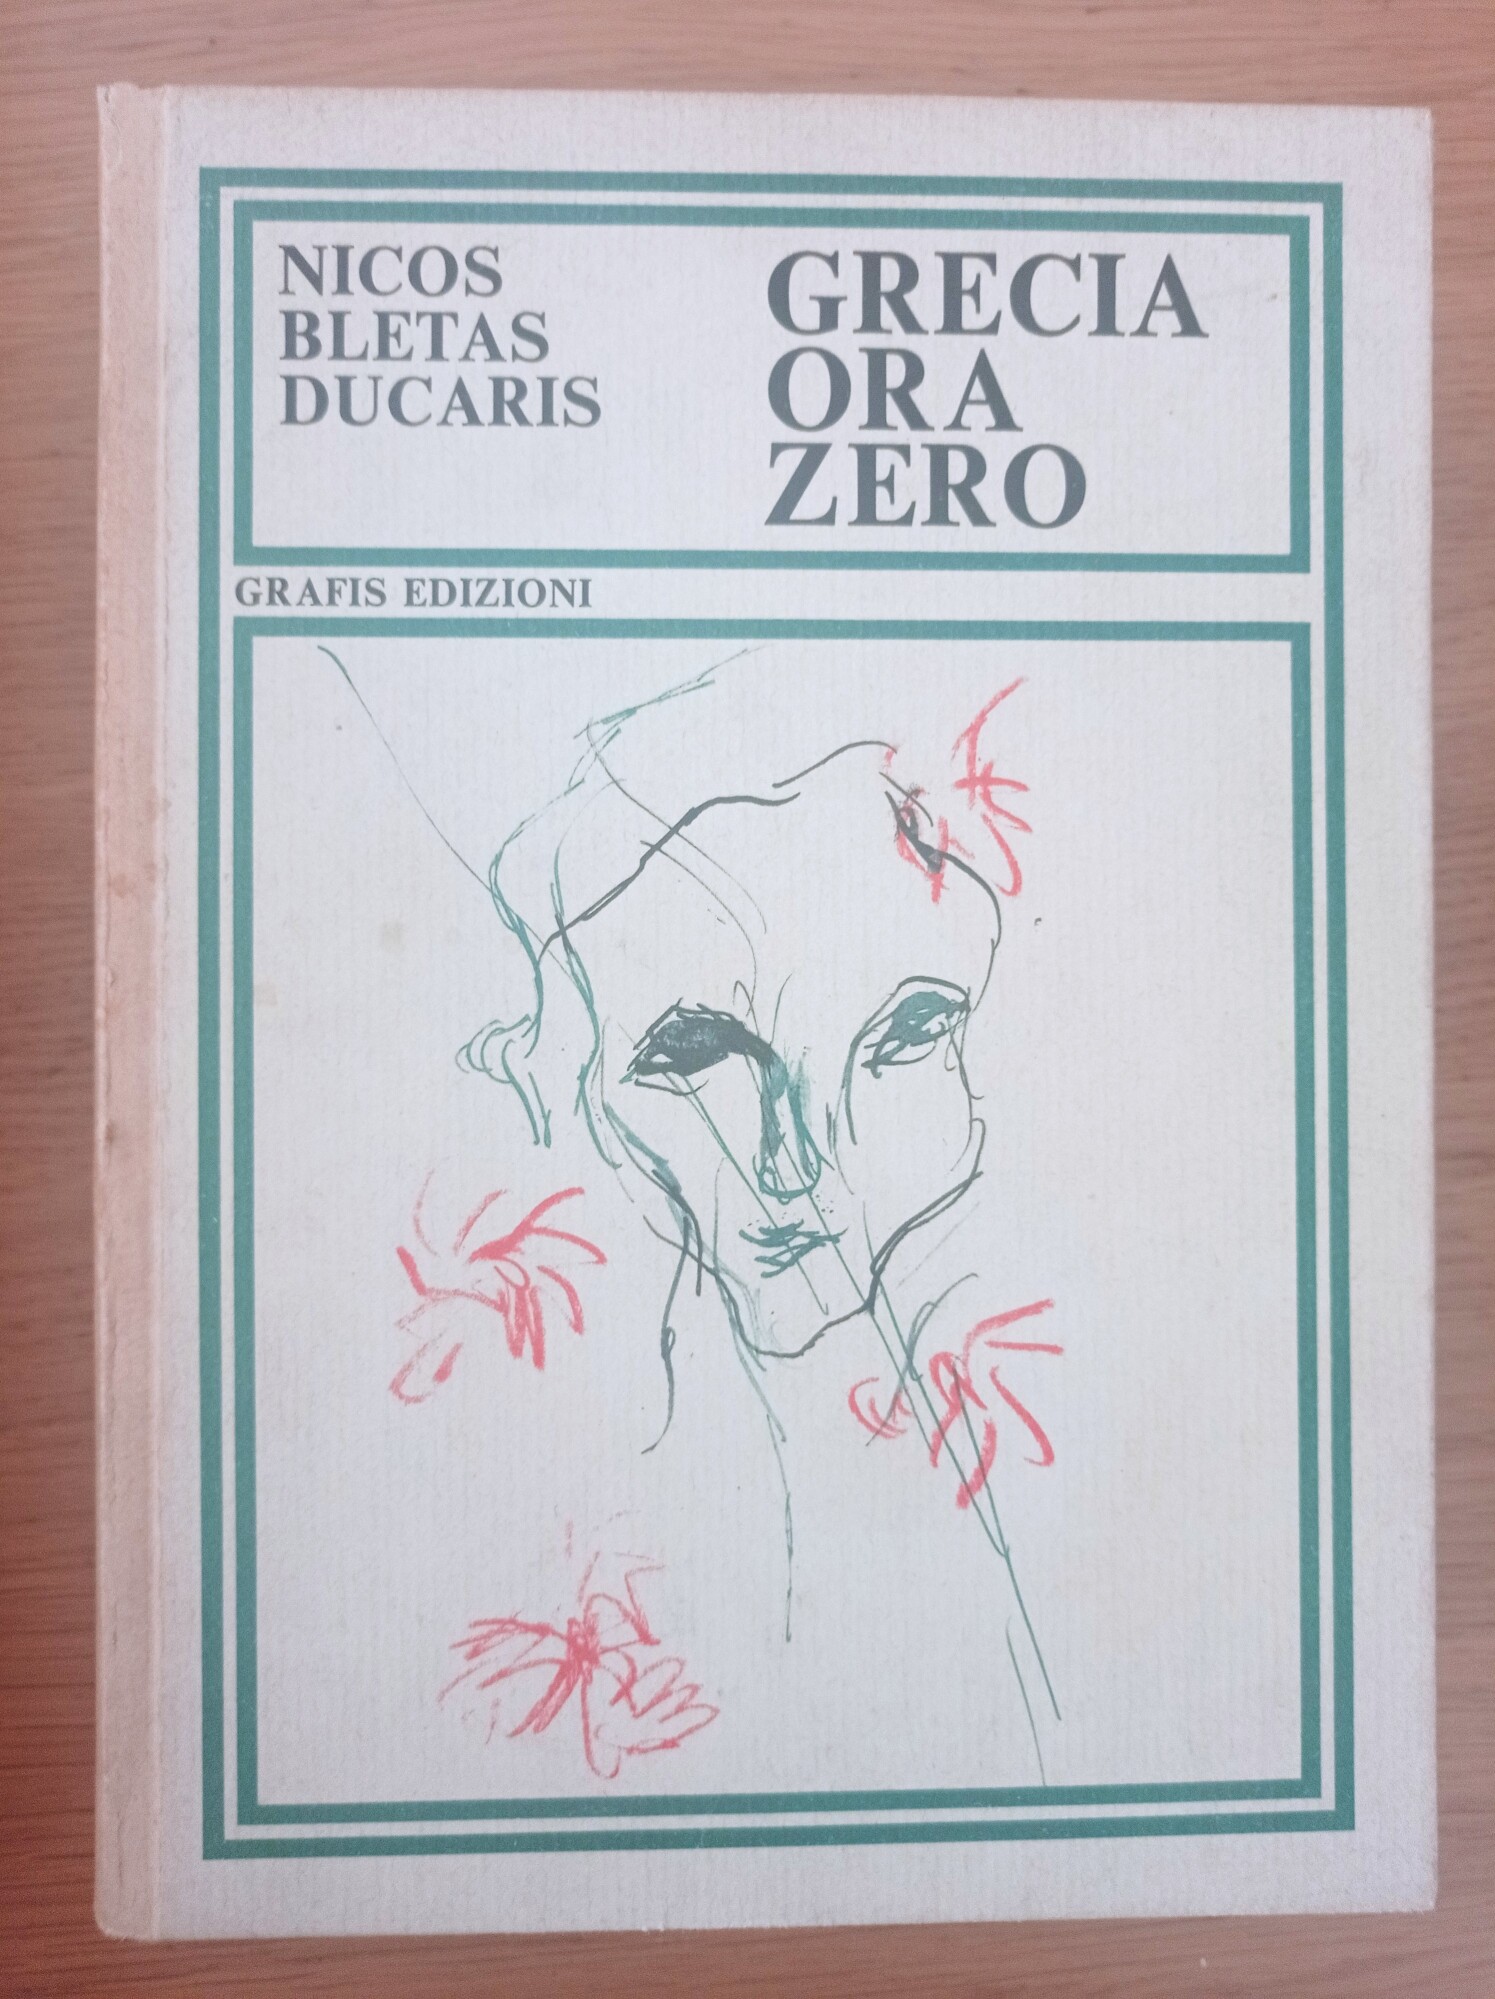 NICOS
BLETAS
DUCARIS
GRECIA
ORA
ZERO
GRAFIS EDIZIONI